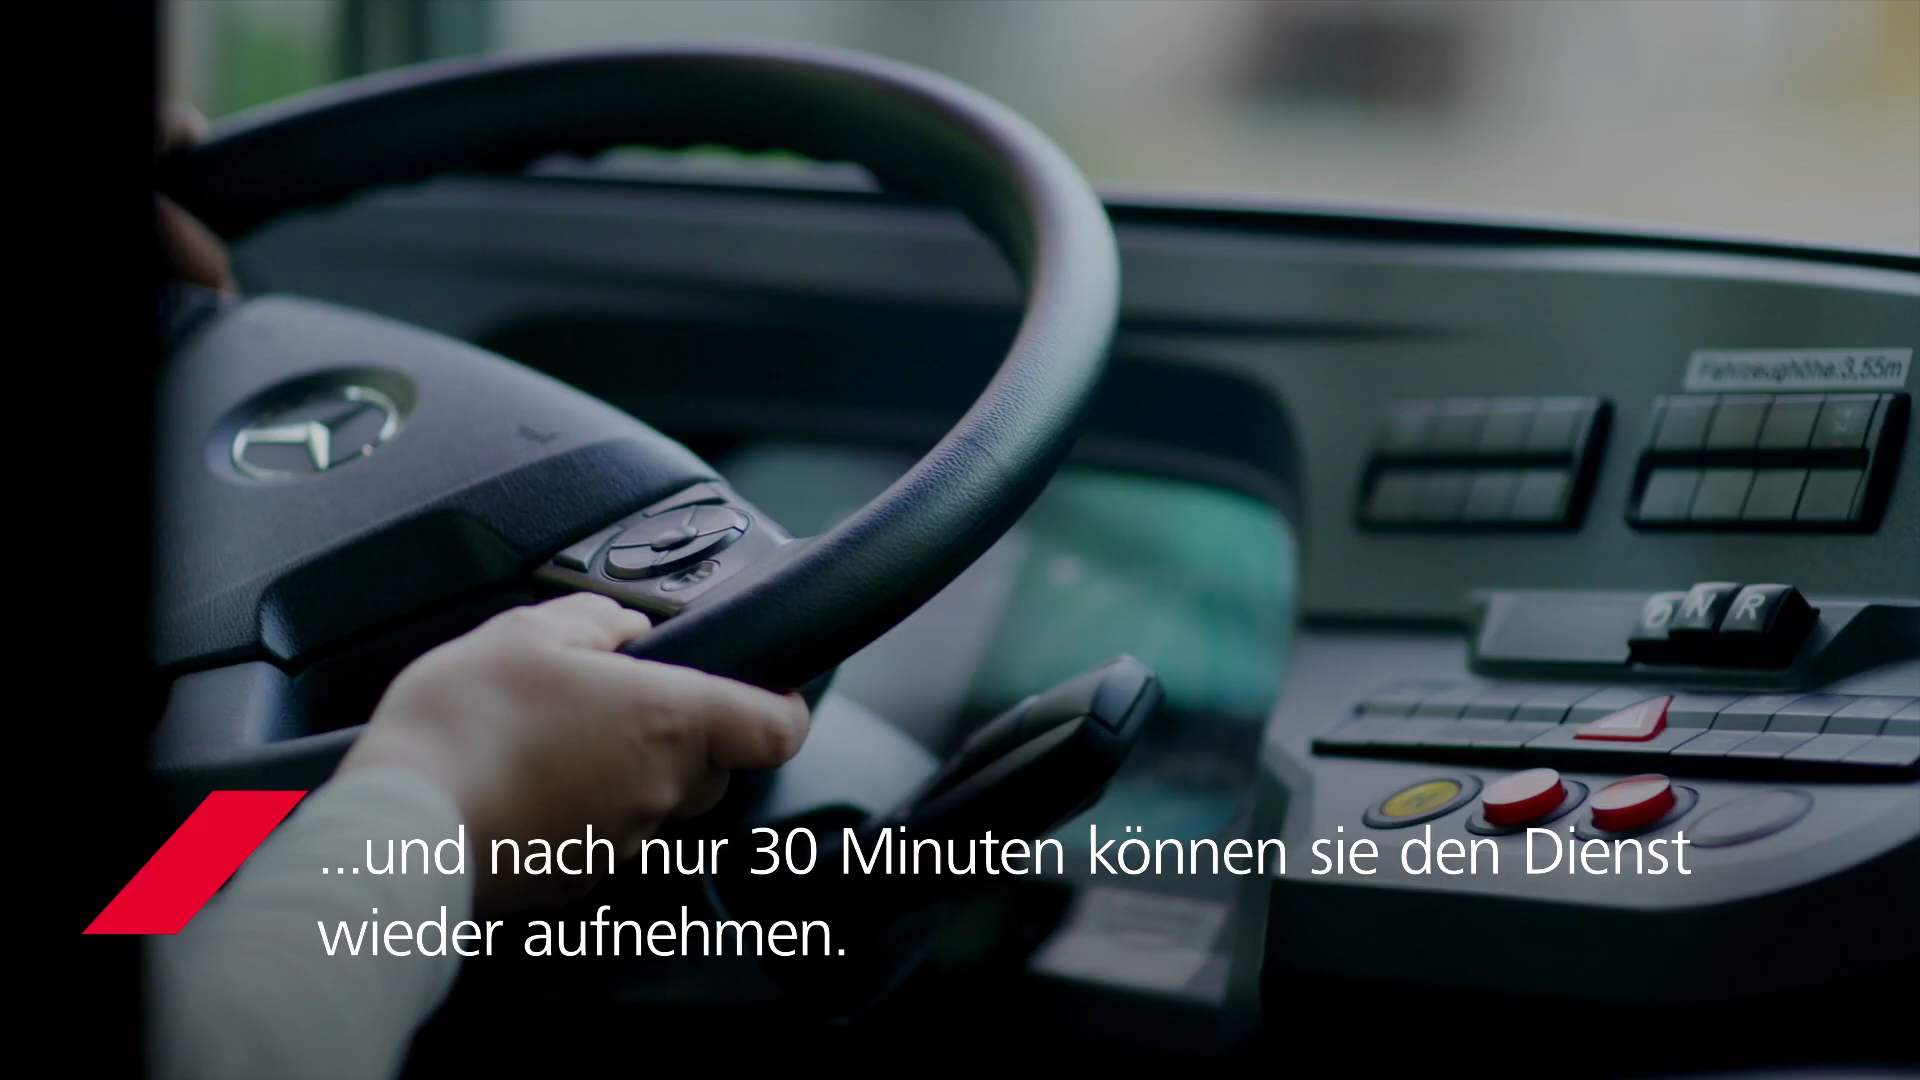 Fahrzeughöhe:3,55m
D N R
...und nach nur 30 Minuten können sie den Dienst
wieder aufnehmen.